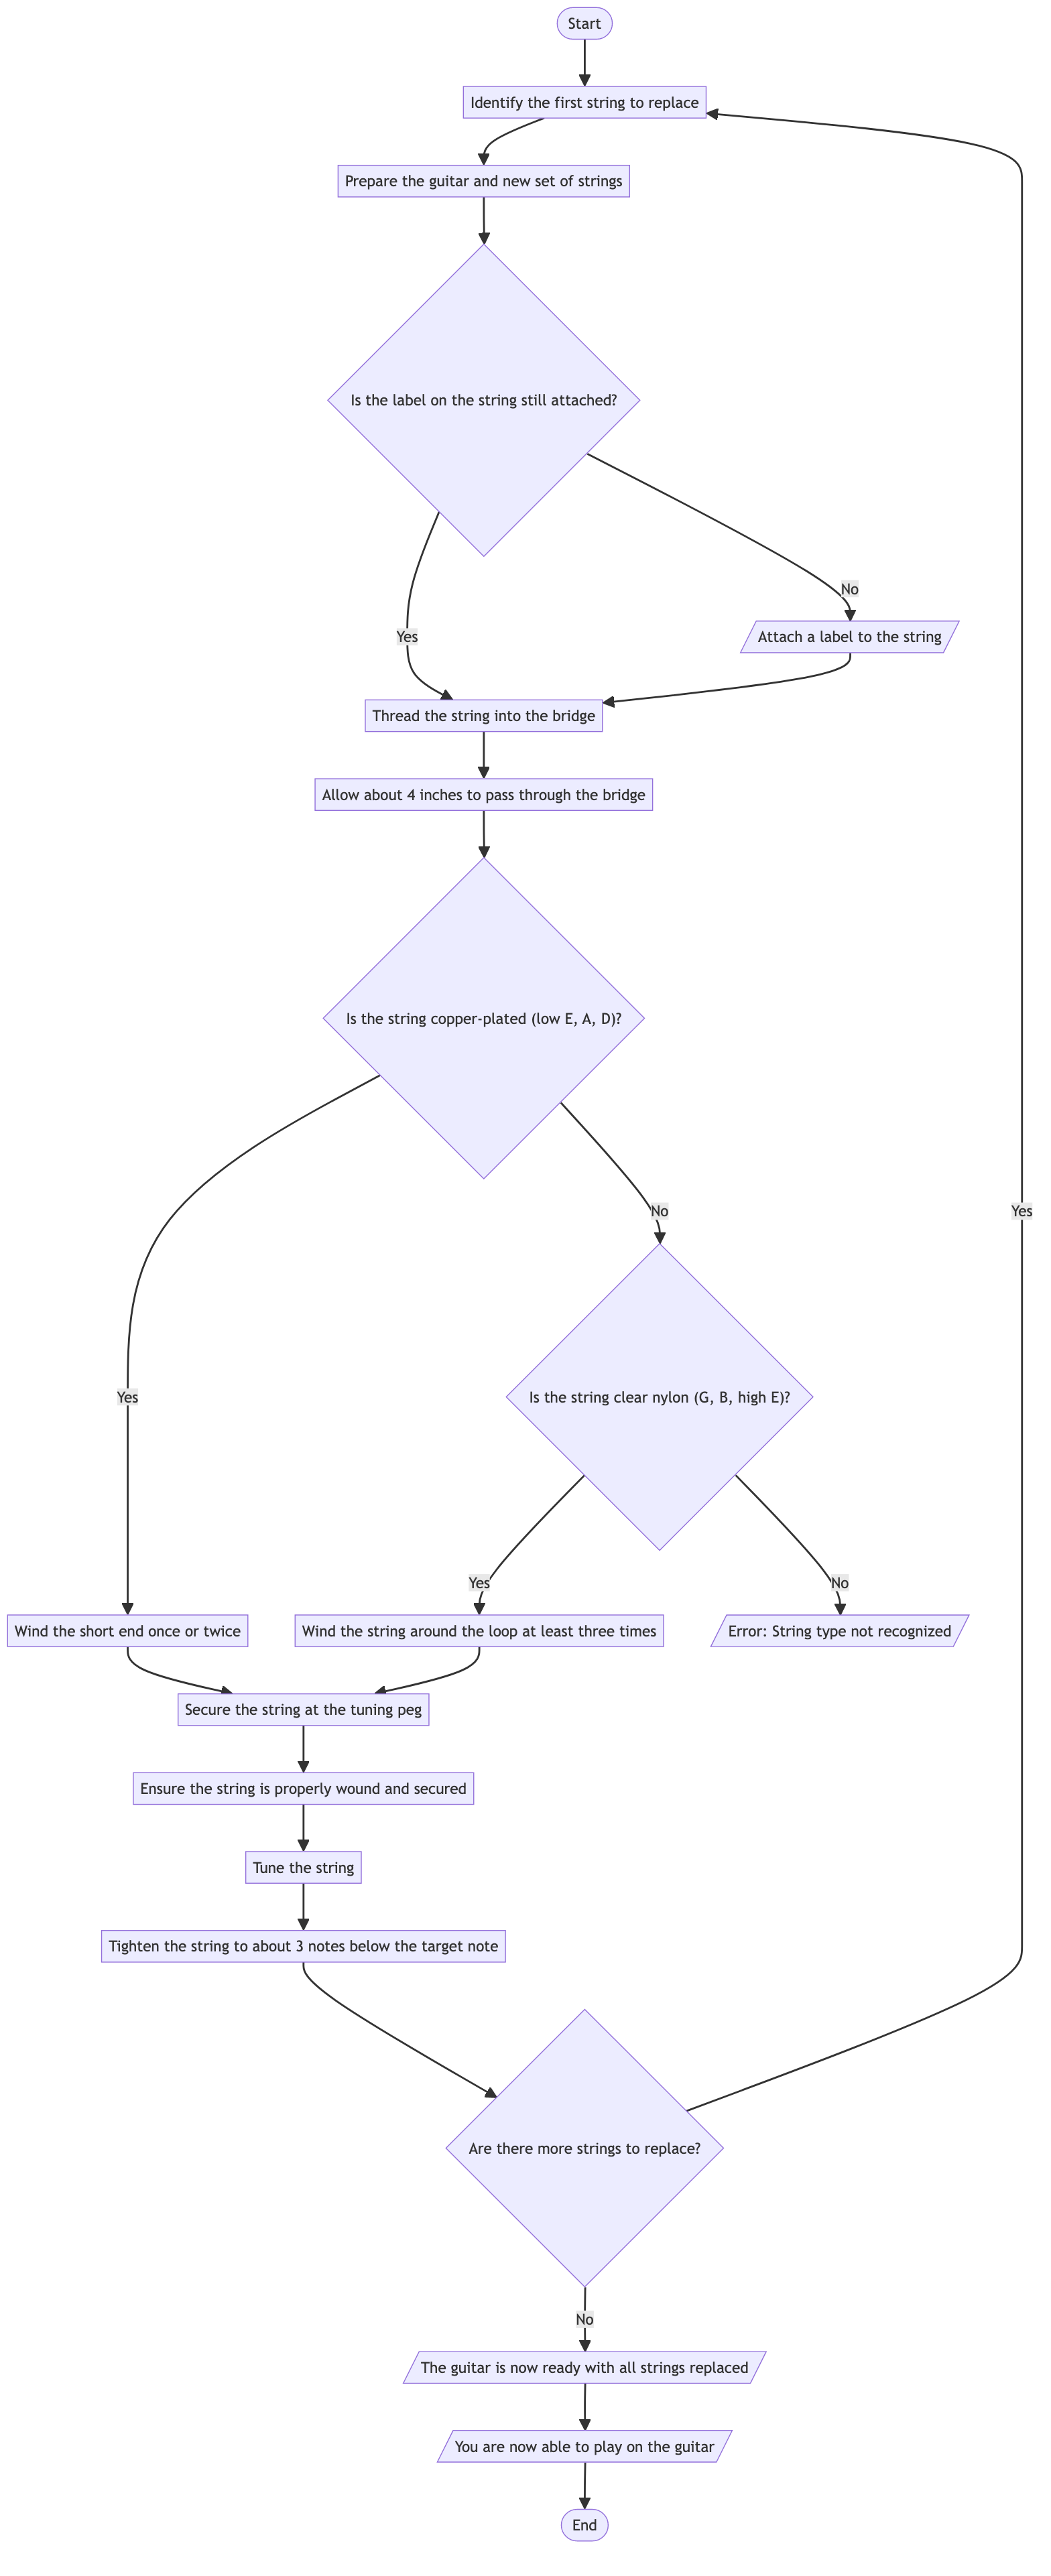 Start
Identify the first string to replace
Prepare the guitar and new set of strings
Is the label on the string still attached?
No
Yes
Attach a label to the string
Thread the string into the bridge
Allow about 4 inches to pass through the bridge
Is the string copper-plated (low E, A, D)?
No
Yes
Yes
Is the string clear nylon (G, B, high E)?
Yes
No
Wind the short end once or twice
Wind the string around the loop at least three times
Error: String type not recognized
Secure the string at the tuning peg
Ensure the string is properly wound and secured
Tune the string
Tighten the string to about 3 notes below the target note
Are there more strings to replace?
No
The guitar is now ready with all strings replaced
You are now able to play on the guitar
End